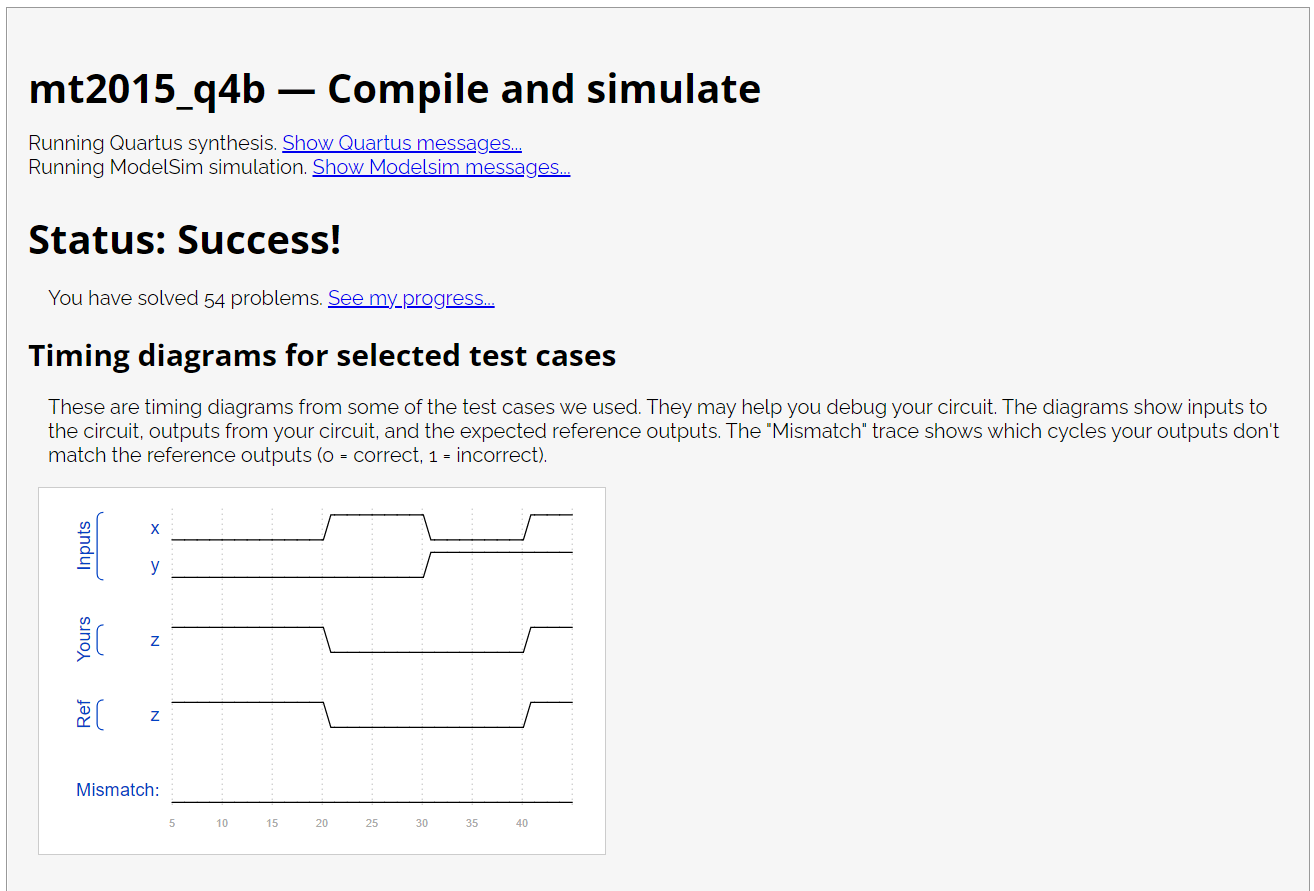 mt2015_q4b — Compile and simulate
Running Quartus synthesis. Show Quartus messages...
Running ModelSim simulation. Show Modelsim messages...
Status: Success!
You have solved 54 problems. See my progress...
Timing diagrams for selected test cases
These are timing diagrams from some of the test cases we used. They may help you debug your circuit. The diagrams show inputs to
the circuit, outputs from your circuit, and the expected reference outputs. The "Mismatch" trace shows which cycles your outputs don't
match the reference outputs (0 = correct, 1 = incorrect).
Inputs
x
y
Yours
z
Ref
z
Mismatch:
5 10 15 20 25 30 35 40